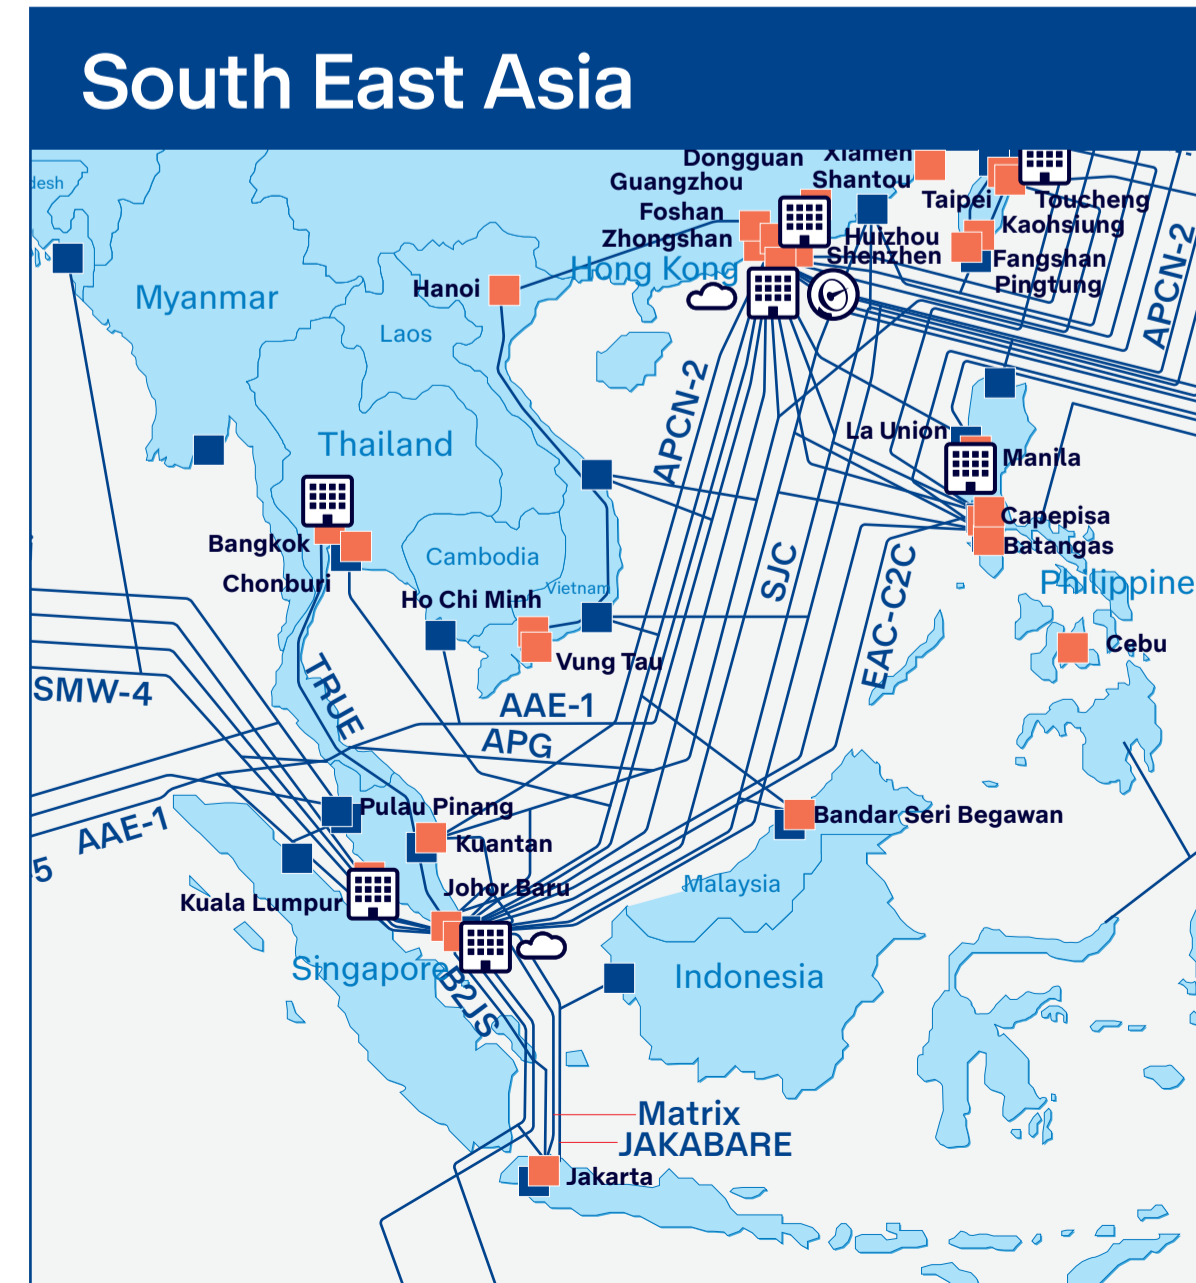 South East Asia
Dongguan
Xiamen
desh
Guangzhou
Shantou
Taipei
Toucheng
Foshan
Kaohsiung
Zhongshan
Huizhou
Shenzhen
Fangshan
Hong Kong
Pingtung
Hanoi
Myanmar
APCN-2
Laos
APCN-2
La Union
Thailand
Manila
Capepisa
Bangkok
Batangas
Cambodia
SJC
Chonburi
Vietnam
Philippine
Ho Chi Minh
EAC-C2C
Cebu
Vung Tau
SMW-4
TRUE
AAE-1
APG
Pulau Pinang
Bandar Seri Begawan
AAE-1
Kuantan
5
Malaysia
Johor Baru
Kuala Lumpur
Singapore
Indonesia
B2JS
Matrix
JAKABARE
Jakarta